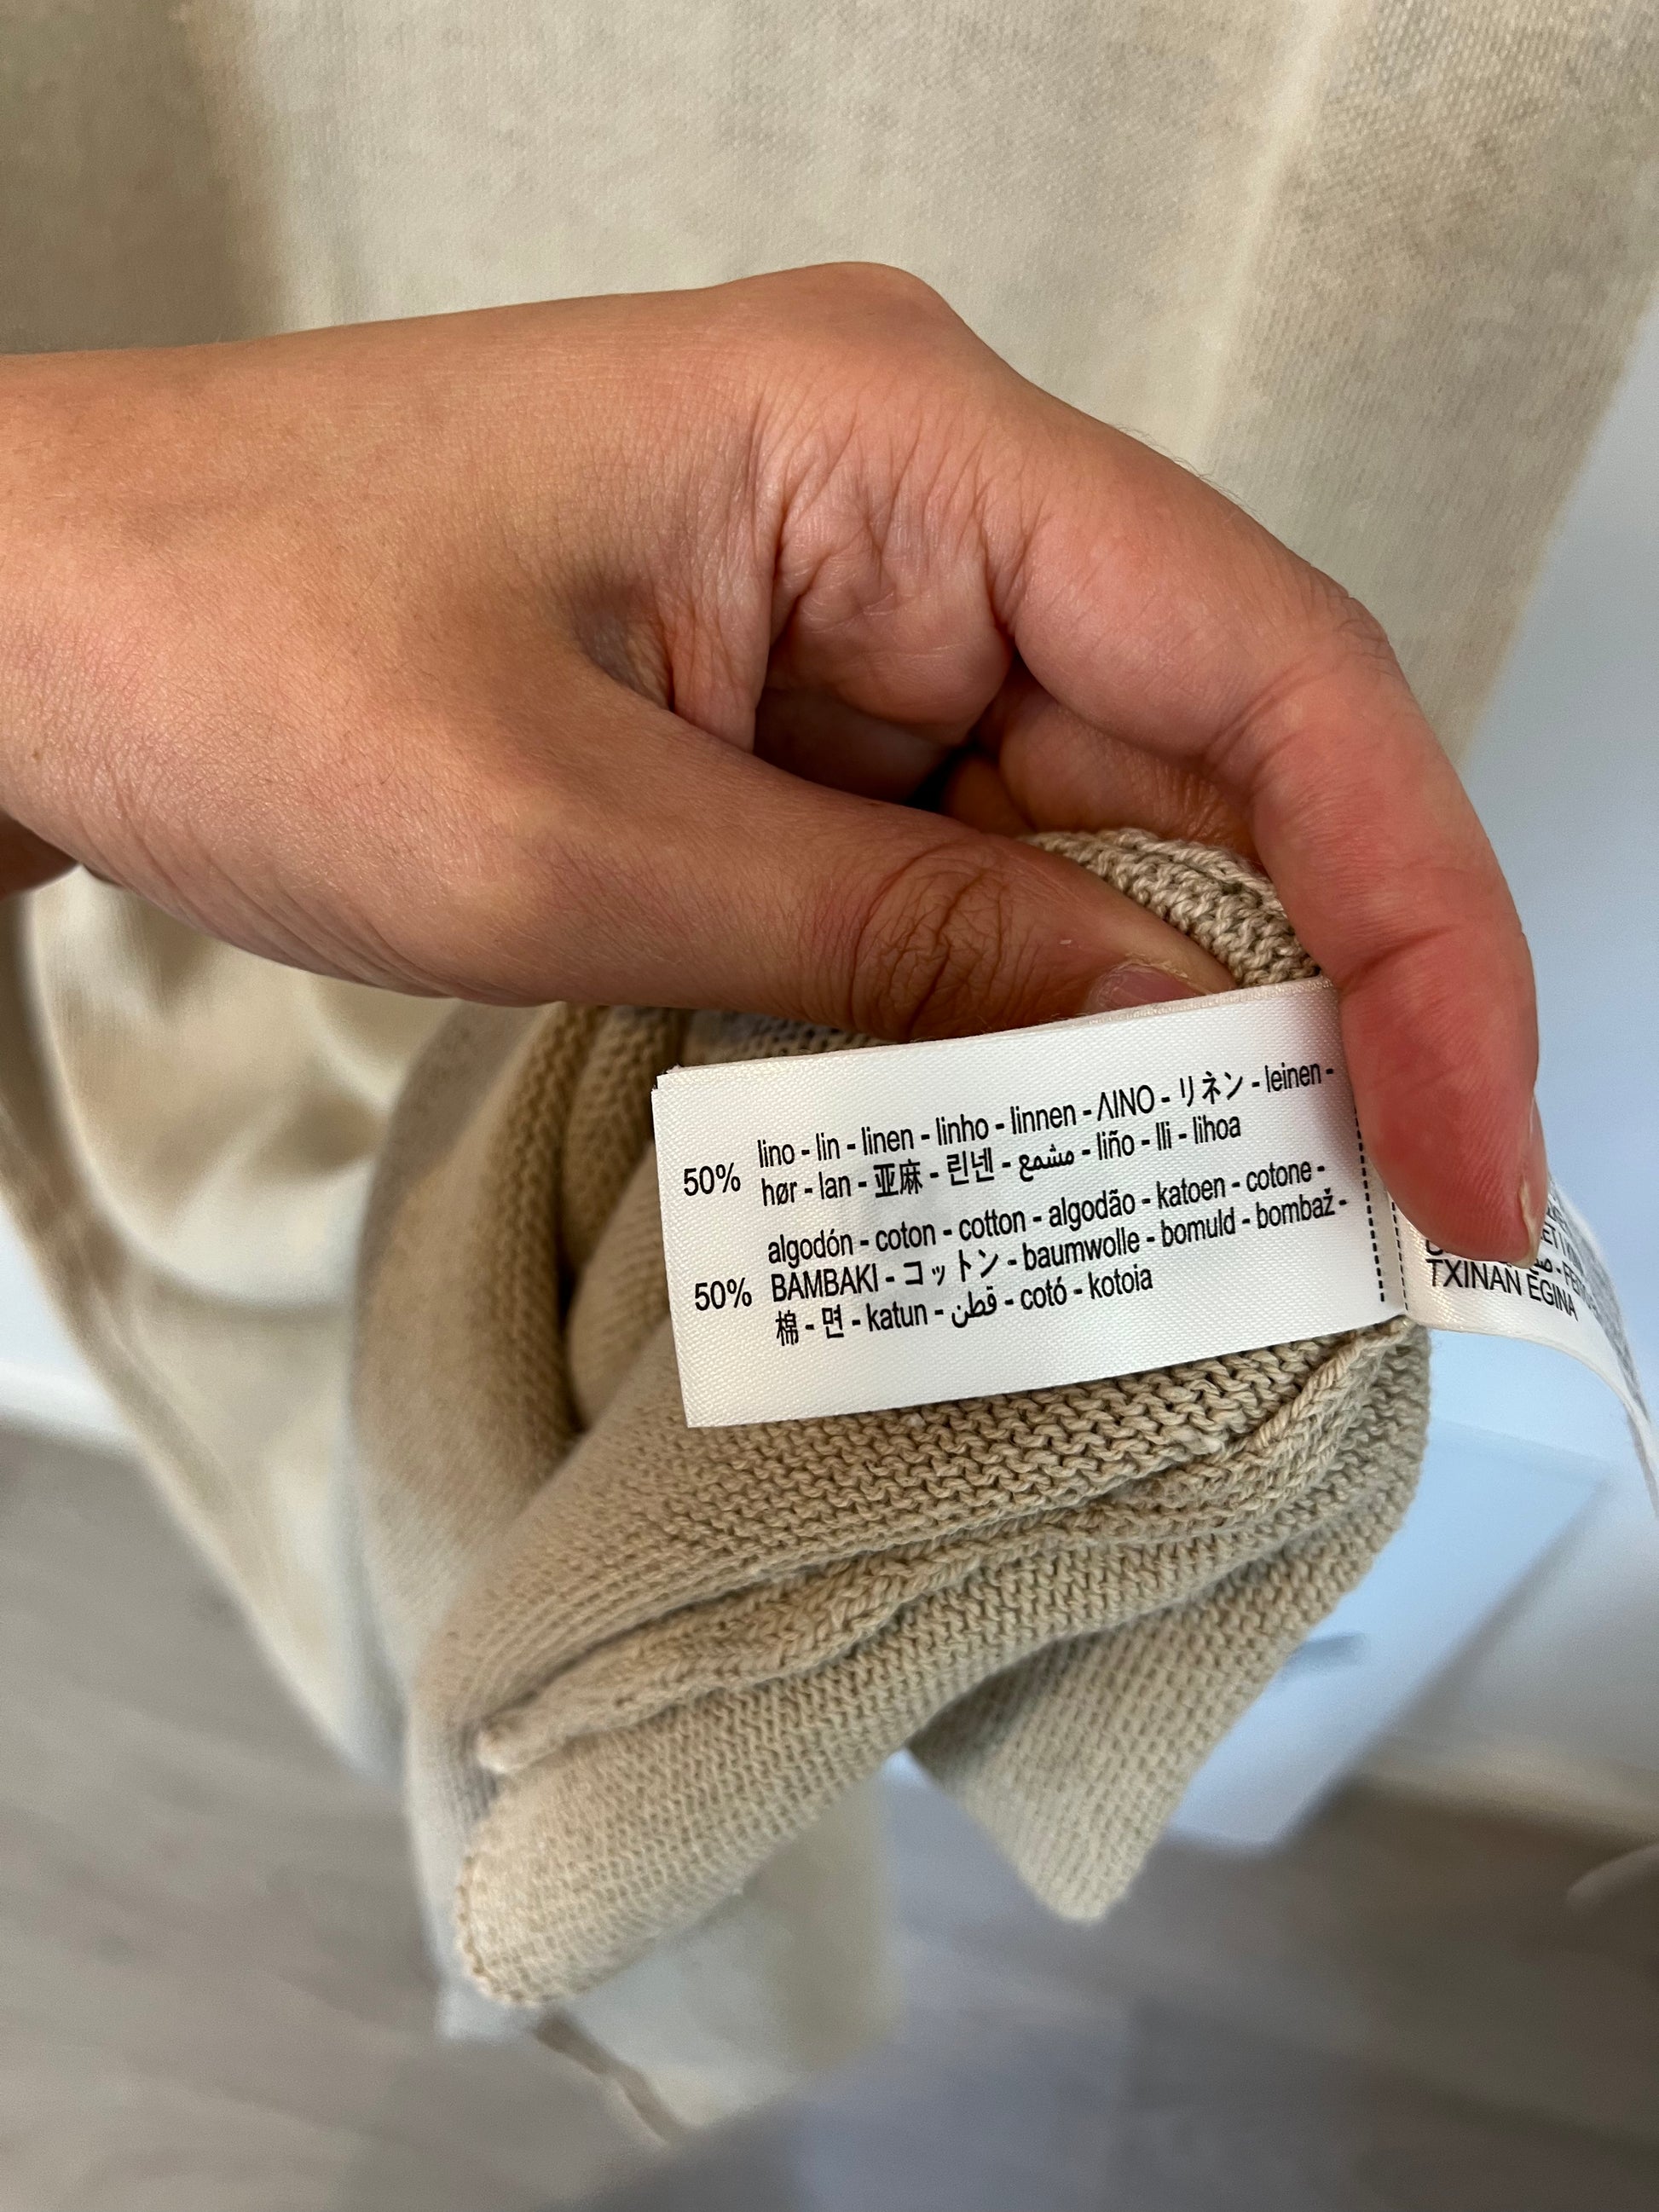 50% lino - lin - linen - linho - linnen - ΛΙΝΟ - リネン - leinen -
hør - lan - 亚麻 - 린넨 - مشمع - liño - lli - lihoa
50% algodón - coton - cotton - algodão - katoen - cotone -
BAMBAKI - コットン - baumwolle - bomuld - bombaž -
棉 - 면 - katun - قطن - cotó - kotoia
TXINAN EGINA